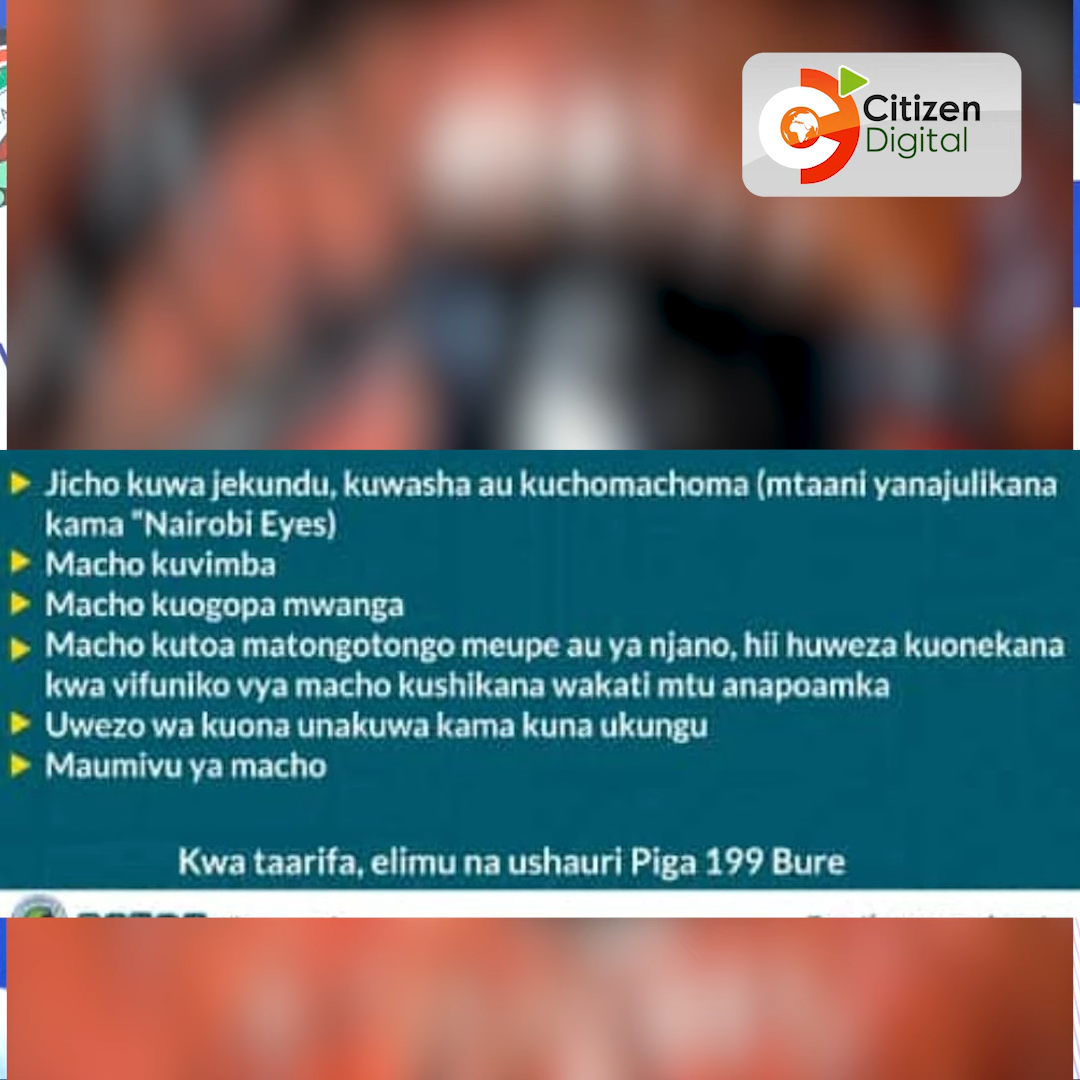 Citizen
Digital
Jicho kuwa jekundu, kuwasha au kuchomachoma (mtaani yanajulikana
kama “Nairobi Eyes)
Macho kuvimba
Macho kuogopa mwanga
Macho kutoa matongotongo meupe au ya njano, hii huweza kuonekana
kwa vifuniko vya macho kushikana wakati mtu anapoamka
Uwezo wa kuona unakuwa kama kuna ukungu
Maumivu ya macho
Kwa taarifa, elimu na ushauri Piga 199 Bure